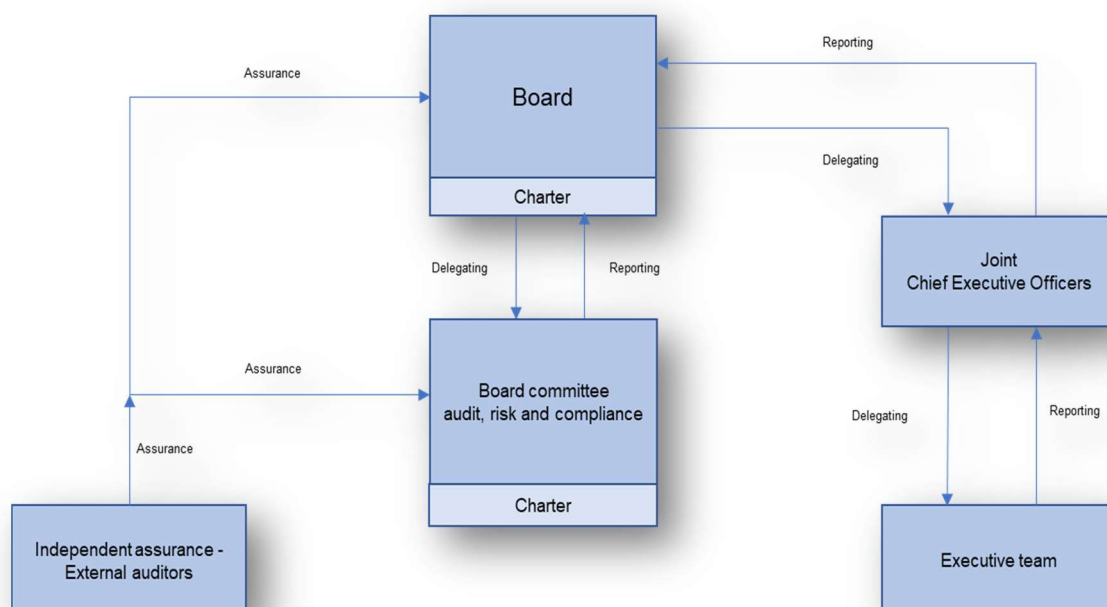 Reporting
Assurance
Board
Delegating
Charter
Joint
Chief Executive Officers
Delegating
Reporting
Assurance
Board committee
audit, risk and compliance
Delegating
Reporting
Assurance
Charter
Independent assurance -
External auditors
Executive team